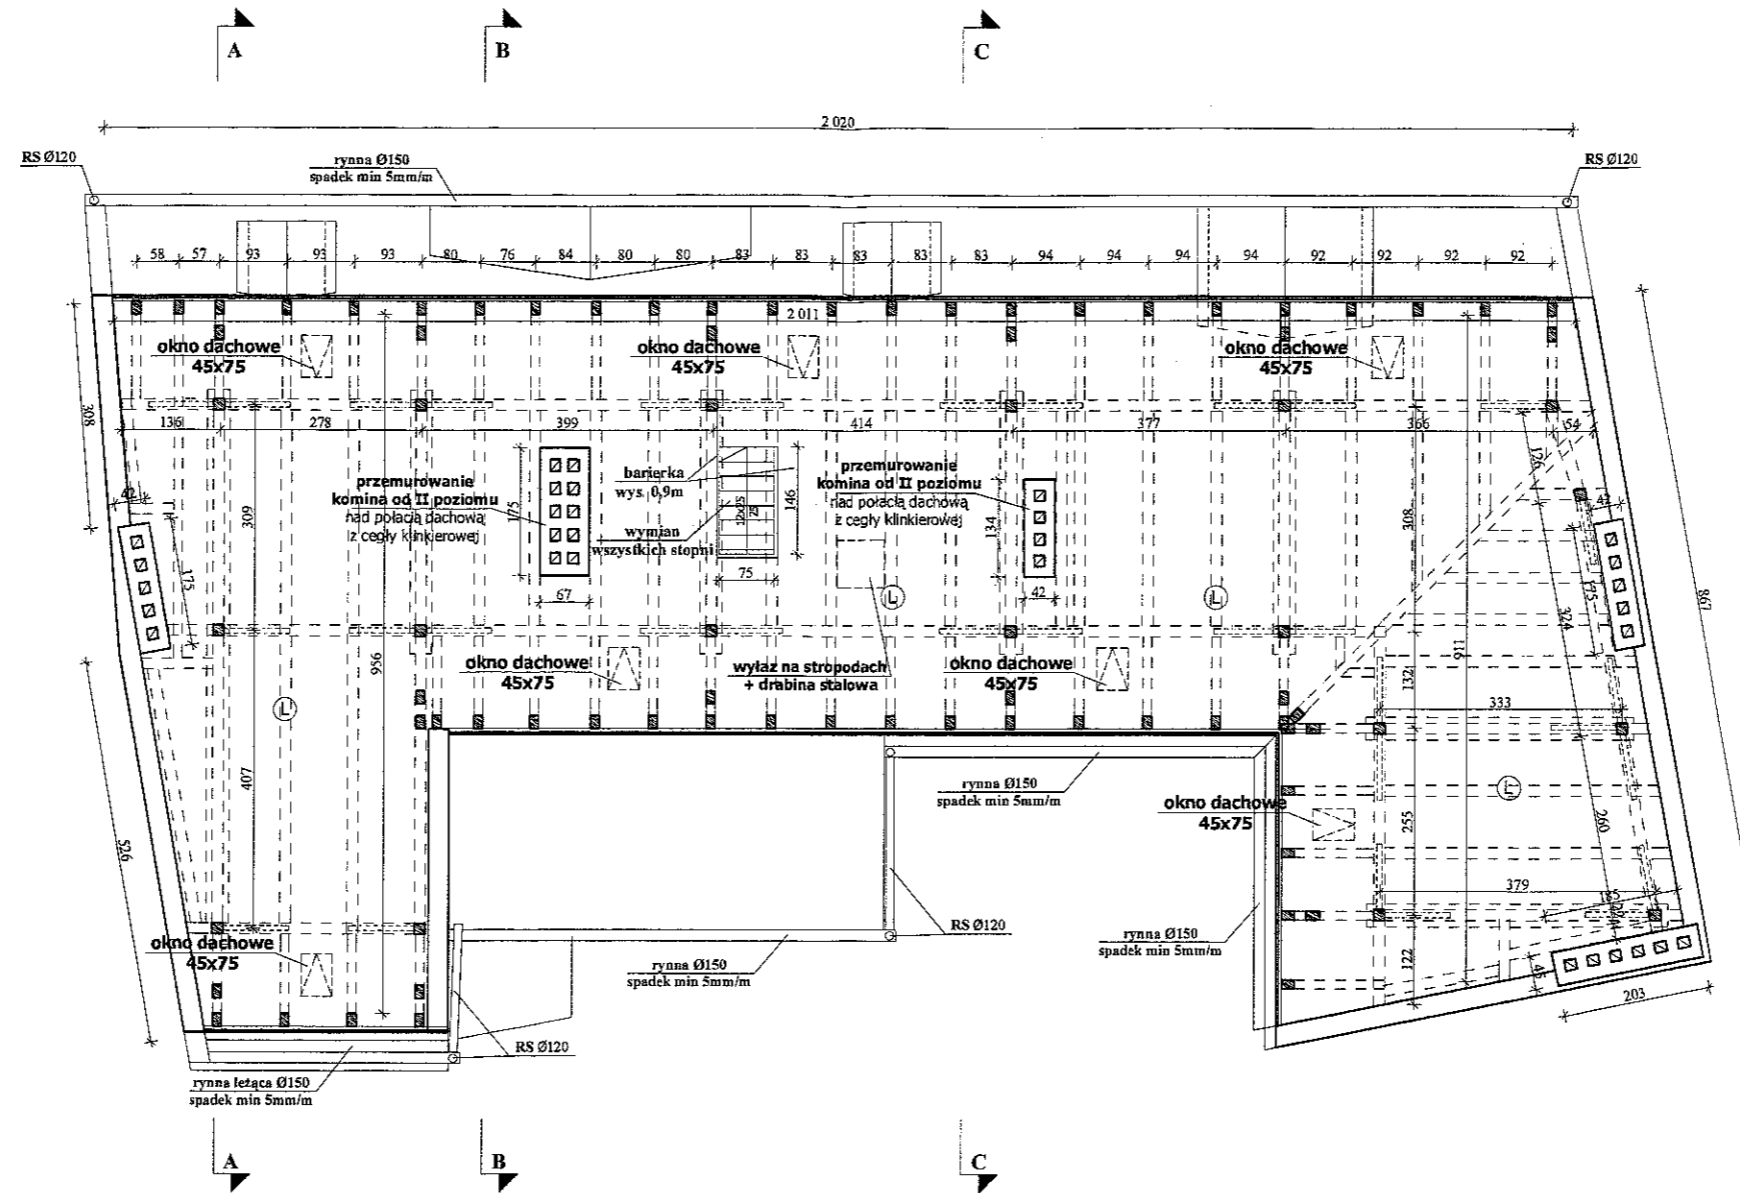 A
B
C
2 020
RS Ø120
rynna Ø150
spadek min 5mm/m
RS Ø120
58
57
93
93
93
80
76
84
80
80
83
83
83
83
83
94
94
94
94
92
92
92
92
2 011
okno dachowe
45x75
okno dachowe
45x75
okno dachowe
45x75
308
136
278
399
414
377
366
54
126
42
309
przemurowanie
komina od II poziomu
nad połacią dachową
z cegły klinkierowej
175
barierka
wys. 0,9m
wymian
wszystkich stopni
12x25
25
146
przemurowanie
komina od II poziomu
nad połacią dachową
z cegły klinkierowej
134
308
42
175
67
75
42
L
L
175
324
867
956
okno dachowe
45x75
wyłaz na stropodach
+ drabina stalowa
okno dachowe
45x75
132
911
333
L
407
rynna Ø150
spadek min 5mm/m
okno dachowe
45x75
L
255
260
526
379
185
okno dachowe
45x75
RS Ø120
rynna Ø150
spadek min 5mm/m
rynna Ø150
spadek min 5mm/m
122
45
203
RS Ø120
rynna leżąca Ø150
spadek min 5mm/m
A
B
C